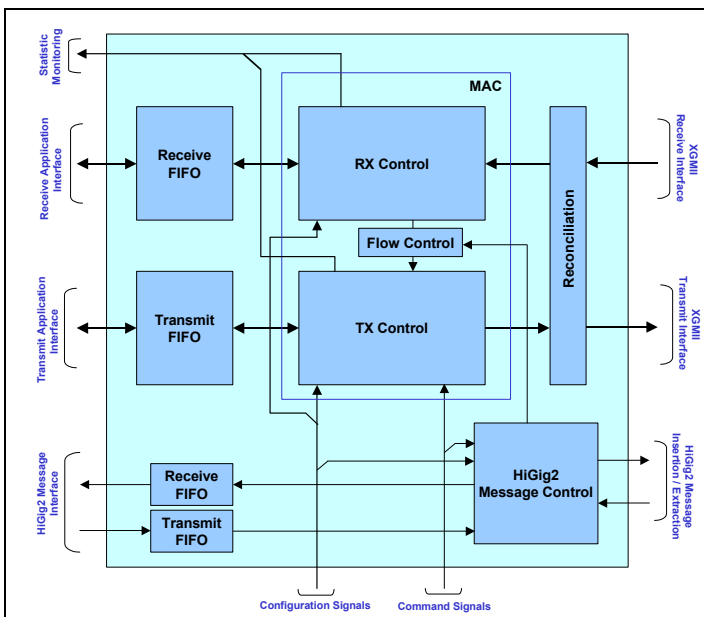 Statistic
Monitoring
MAC
Receive Application
Interface
Receive
FIFO
RX Control
XGMII
Receive Interface
Flow Control
Reconciliation
Transmit Application
Interface
Transmit
FIFO
TX Control
XGMII
Transmit Interface
HiGig2 Message
Interface
Receive
FIFO
Transmit
FIFO
HiGig2
Message Control
HiGig2 Message
Insertion / Extraction
Configuration Signals
Command Signals